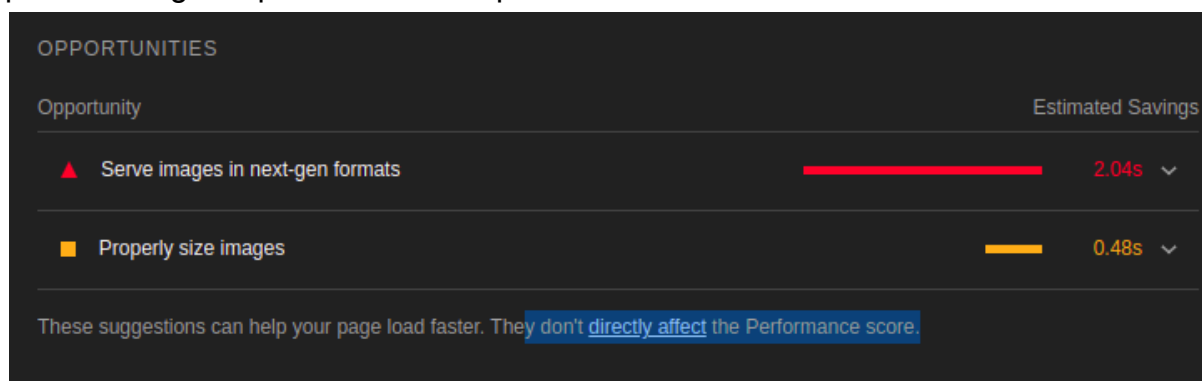 OPPORTUNITIES
Opportunity Estimated Savings
Serve images in next-gen formats 2.04s
Properly size images 0.48s
These suggestions can help your page load faster. They don't directly affect the Performance score.